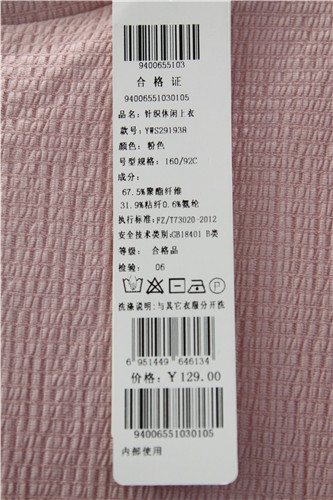 9400655103
合格证
94006551030105
品名：针织休闲上衣
款号：YWS291938
颜色：粉色
号型规格：160/92C
成分：
67.5%聚酯纤维
31.9%粘纤0.6%氨纶
执行标准：FZ/T73020-2012
安全技术类别：GB18401 B类
等级： 合格品
检验： 06
洗涤说明：与其它衣服分开洗
6 951449 646134
价格：￥129.00
94006551030105
内部使用